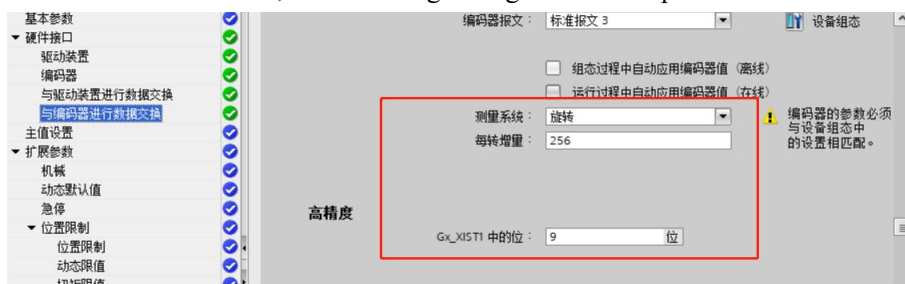 基本参数
硬件接口
驱动装置
编码器
与驱动装置进行数据交换
与编码器进行数据交换
主值设置
扩展参数
机械
动态默认值
急停
位置限制
位置限制
动态限值
编码器报文： 标准报文 3
设备组态
组态过程中自动应用编码器值（离线）
运行过程中自动应用编码器值（在线）
测量系统： 旋转
每转增量： 256
编码器的参数必须
与设备组态中
的设置相匹配。
高精度
Gx_XIST1 中的位： 9 位